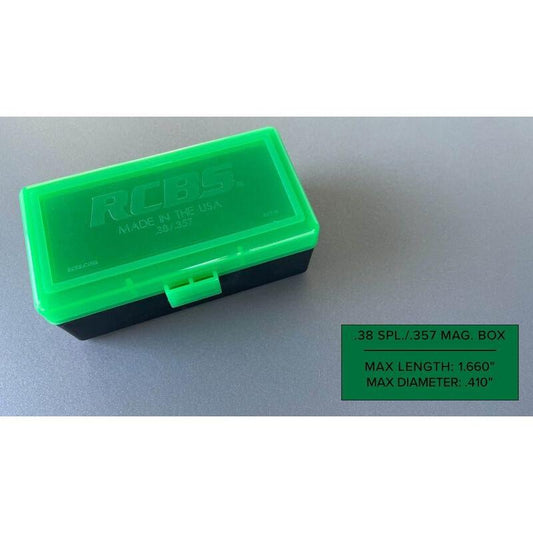 RCBS
MADE IN THE USA
.38/.357
.38 SPL./.357 MAG. BOX
MAX LENGTH: 1.660"
MAX DIAMETER: .410"